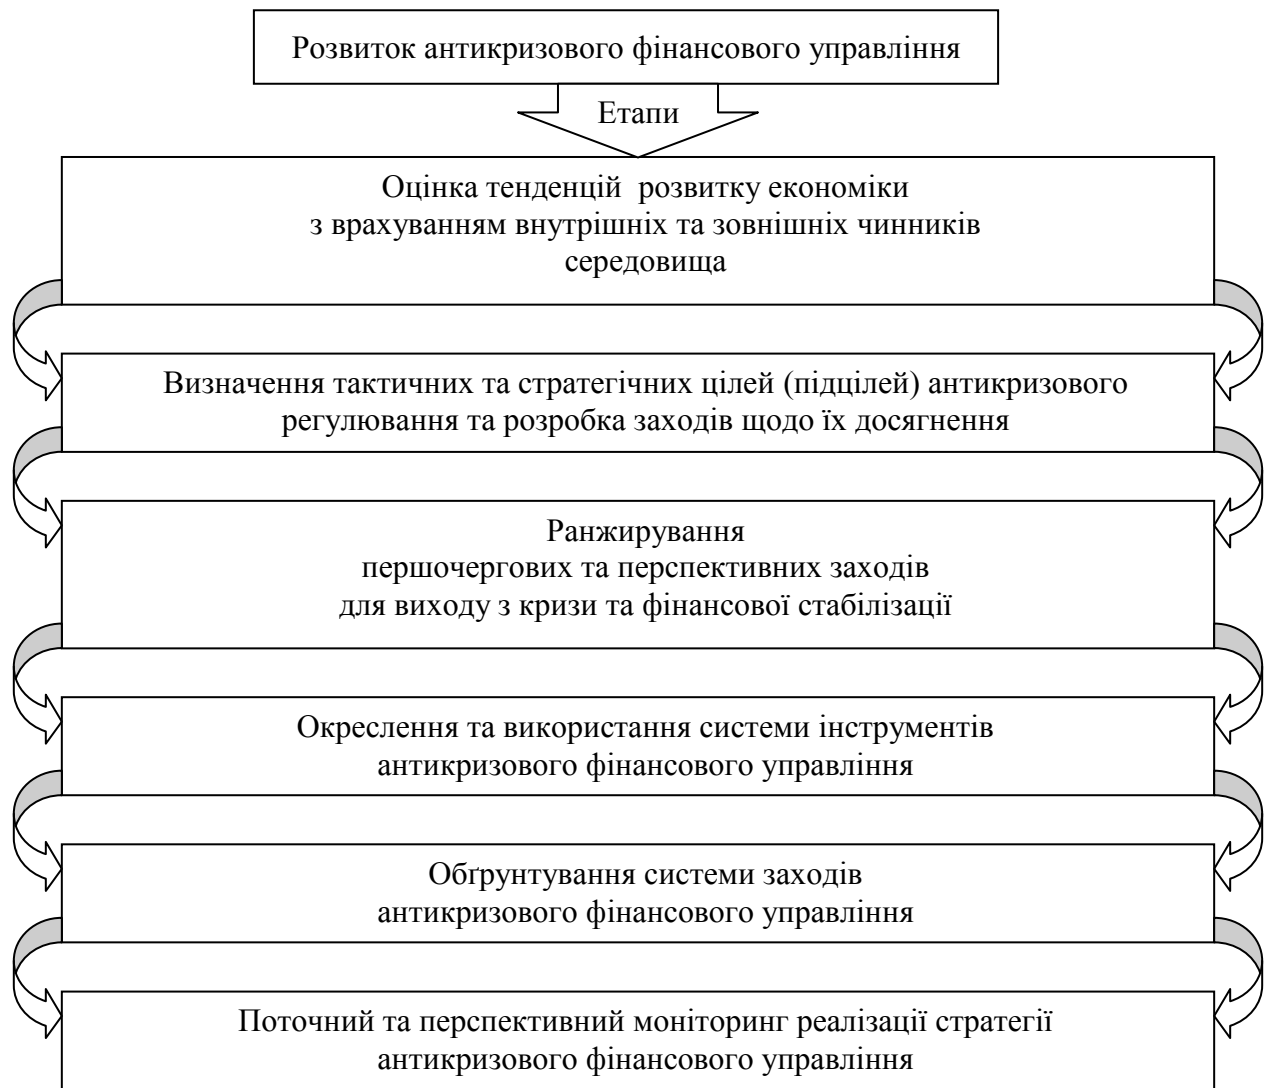 Розвиток антикризового фінансового управління
Етапи
Оцінка тенденцій розвитку економіки
з врахуванням внутрішніх та зовнішніх чинників
середовища
Визначення тактичних та стратегічних цілей (підцілей) антикризового
регулювання та розробка заходів щодо їх досягнення
Ранжирування
першочергових та перспективних заходів
для виходу з кризи та фінансової стабілізації
Окреслення та використання системи інструментів
антикризового фінансового управління
Обґрунтування системи заходів
антикризового фінансового управління
Поточний та перспективний моніторинг реалізації стратегії
антикризового фінансового управління